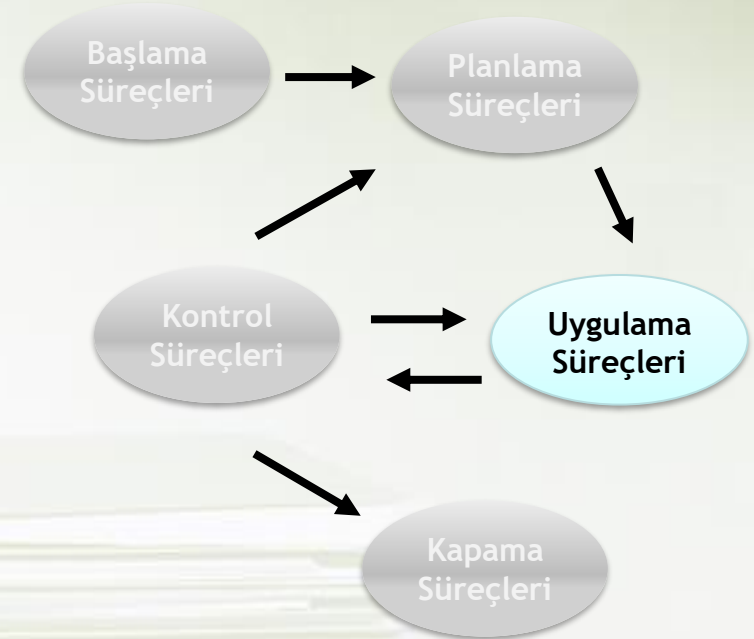 Başlama
Süreçleri
Planlama
Süreçleri
Kontrol
Süreçleri
Uygulama
Süreçleri
Kapama
Süreçleri